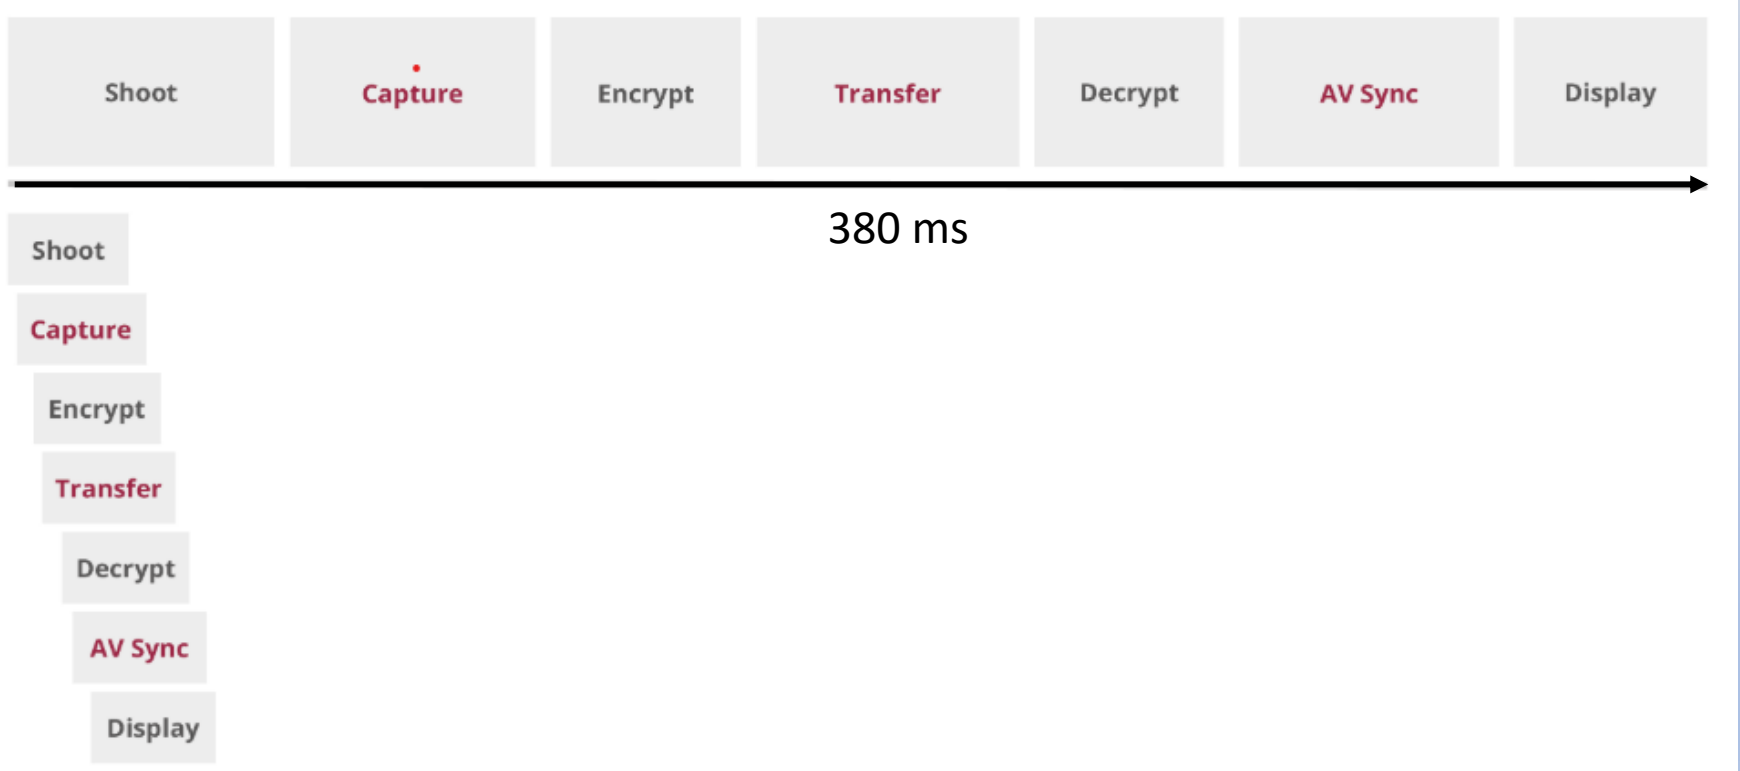 Shoot Capture Encrypt Transfer Decrypt AV Sync Display
380 ms
Shoot
Capture
Encrypt
Transfer
Decrypt
AV Sync
Display